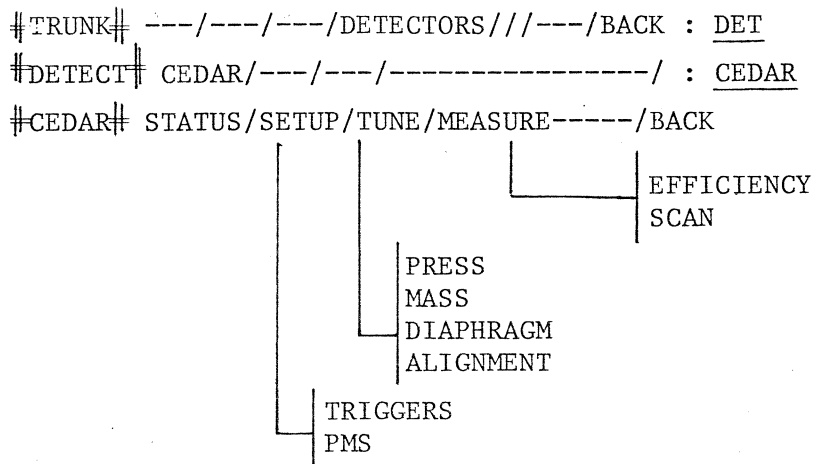 ╫TRUNK╫ ---/---/---/DETECTORS///---/BACK : DET
╫DETECT╫ CEDAR/---/---/----------------/ : CEDAR
╫CEDAR╫ STATUS/SETUP/TUNE/MEASURE-----/BACK
EFFICIENCY
SCAN
PRESS
MASS
DIAPHRAGM
ALIGNMENT
TRIGGERS
PMS